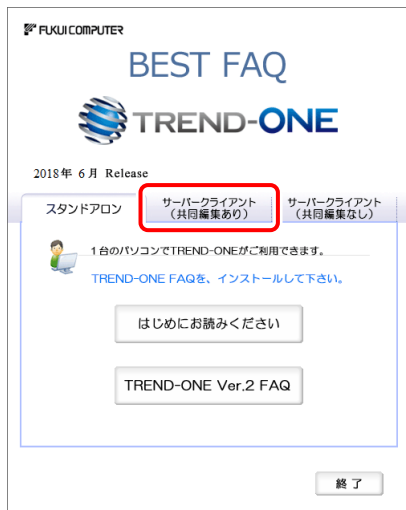 FUKUI COMPUTER
BEST FAQ
TREND-ONE
2018年 6月 Release
スタンドアロン
サーバークライアント
（共同編集あり）
サーバークライアント
（共同編集なし）
1台のパソコンでTREND-ONEがご利用できます。
TREND-ONE FAQを、インストールして下さい。
はじめにお読みください
TREND-ONE Ver.2 FAQ
終了